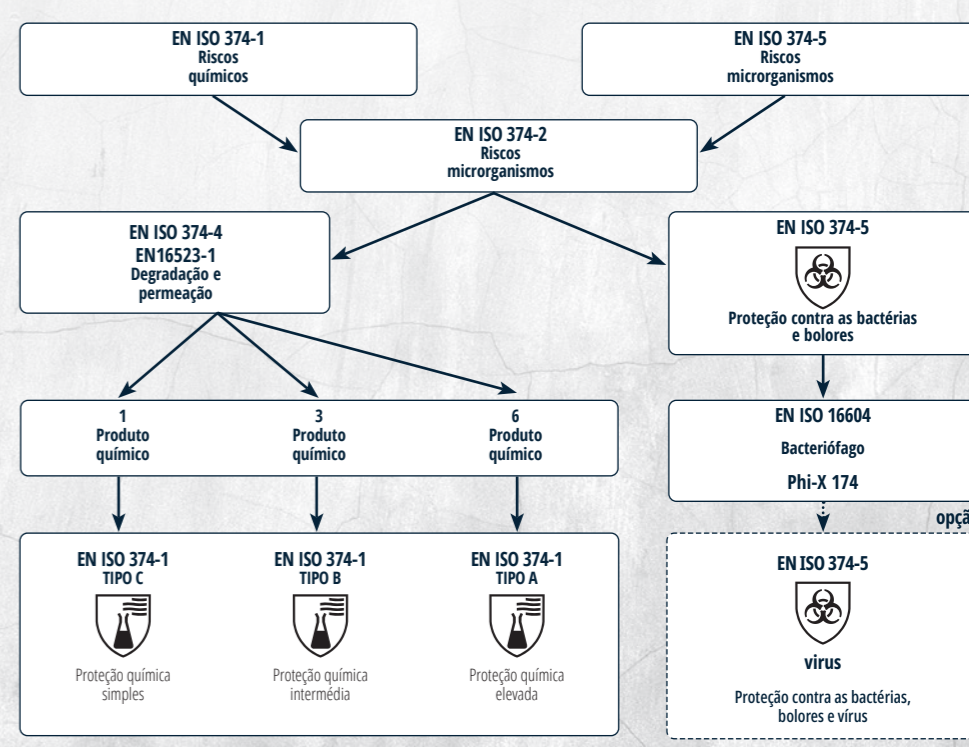 EN ISO 374-1
Riscos
químicos
EN ISO 374-5
Riscos
microrganismos
EN ISO 374-2
Riscos
microrganismos
EN ISO 374-4
EN16523-1
Degradação e
permeação
EN ISO 374-5
Proteção contra as bactérias
e bolores
1
Produto
químico
3
Produto
químico
6
Produto
químico
EN ISO 16604
Bacteriófago
Phi-X 174
opçã
EN ISO 374-1
TIPO C
Proteção química
simples
EN ISO 374-1
TIPO B
Proteção química
intermédia
EN ISO 374-1
TIPO A
Proteção química
elevada
EN ISO 374-5
virus
Proteção contra as bactérias,
bolores e vírus